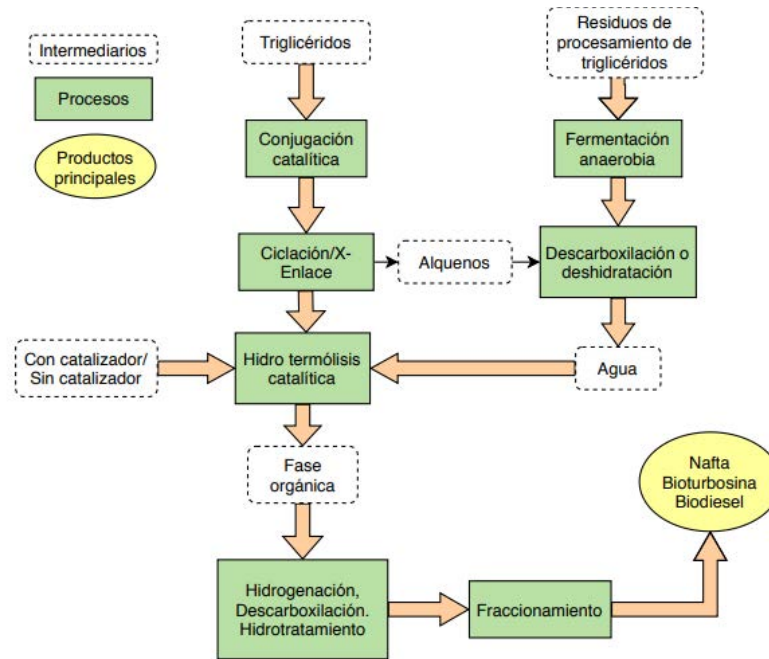 Intermediarios
Procesos
Productos
principales
Triglicéridos
Residuos de
procesamiento de
triglicéridos
Conjugación
catalítica
Fermentación
anaerobia
Ciclación/X-
Enlace
Alquenos
Descarboxilación o
deshidratación
Con catalizador/
Sin catalizador
Hidro termólisis
catalítica
Agua
Fase
orgánica
Nafta
Bioturbosina
Biodiesel
Hidrogenación,
Descarboxilación.
Hidrotratamiento
Fraccionamiento